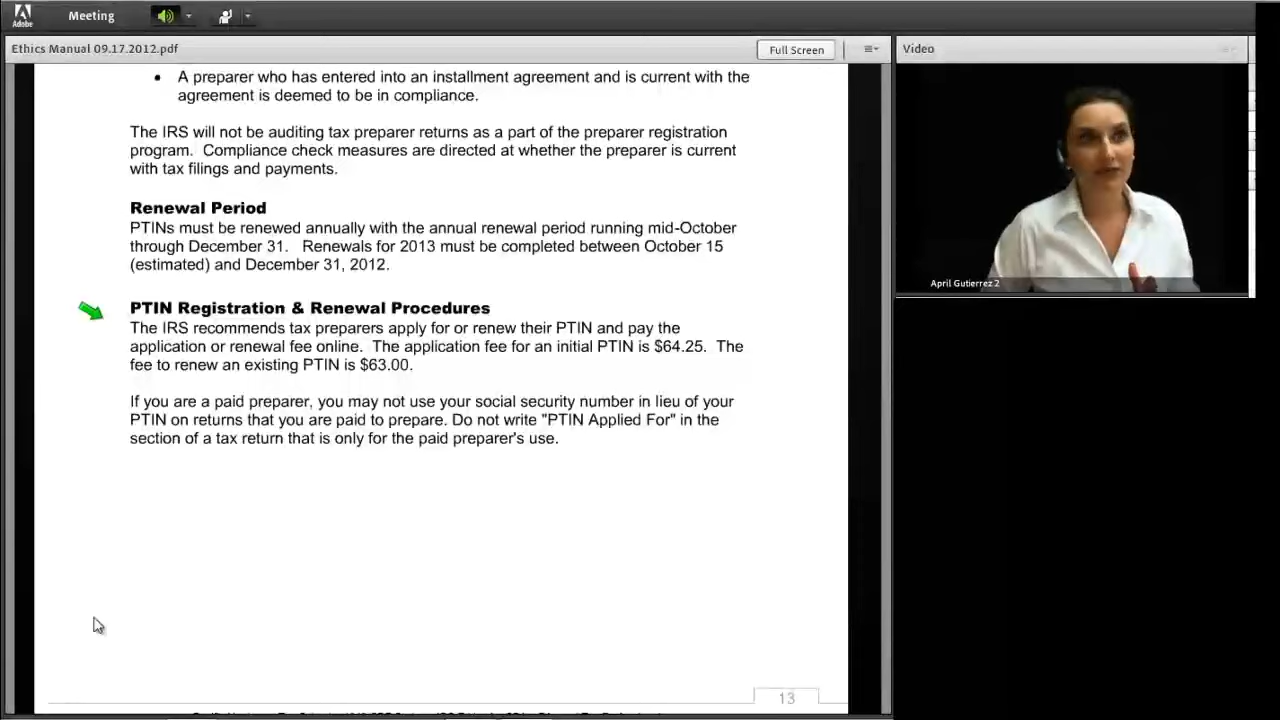 Adobe
Meeting
Ethics Manual 09.17.2012.pdf
Full Screen
Video
• A preparer who has entered into an installment agreement and is current with the
agreement is deemed to be in compliance.
The IRS will not be auditing tax preparer returns as a part of the preparer registration
program. Compliance check measures are directed at whether the preparer is current
with tax filings and payments.
Renewal Period
PTINs must be renewed annually with the annual renewal period running mid-October
through December 31. Renewals for 2013 must be completed between October 15
(estimated) and December 31, 2012.
PTIN Registration & Renewal Procedures
The IRS recommends tax preparers apply for or renew their PTIN and pay the
application or renewal fee online. The application fee for an initial PTIN is $64.25. The
fee to renew an existing PTIN is $63.00.
If you are a paid preparer, you may not use your social security number in lieu of your
PTIN on returns that you are paid to prepare. Do not write "PTIN Applied For" in the
section of a tax return that is only for the paid preparer's use.
13
April Gutierrez 2